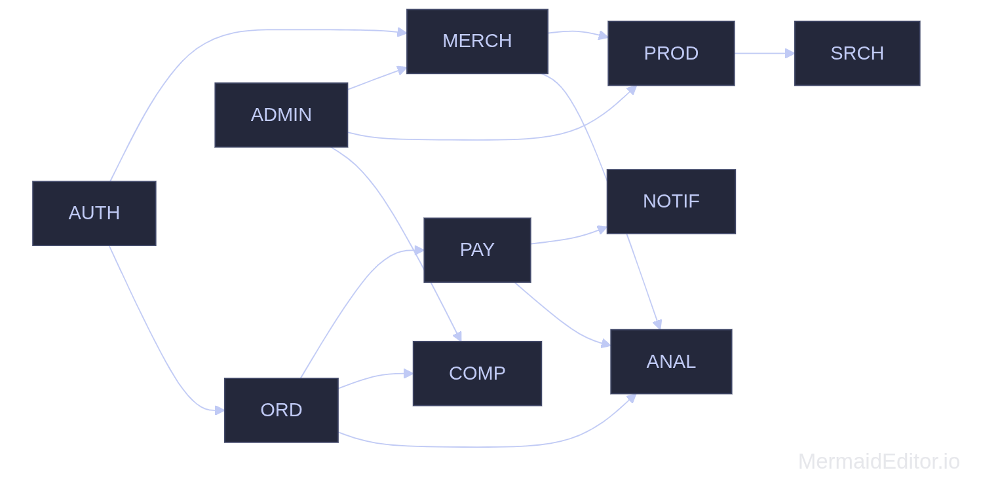 MERCH
PROD
SRCH
ADMIN
AUTH
NOTIF
PAY
COMP
ANAL
ORD
MermaidEditor.io